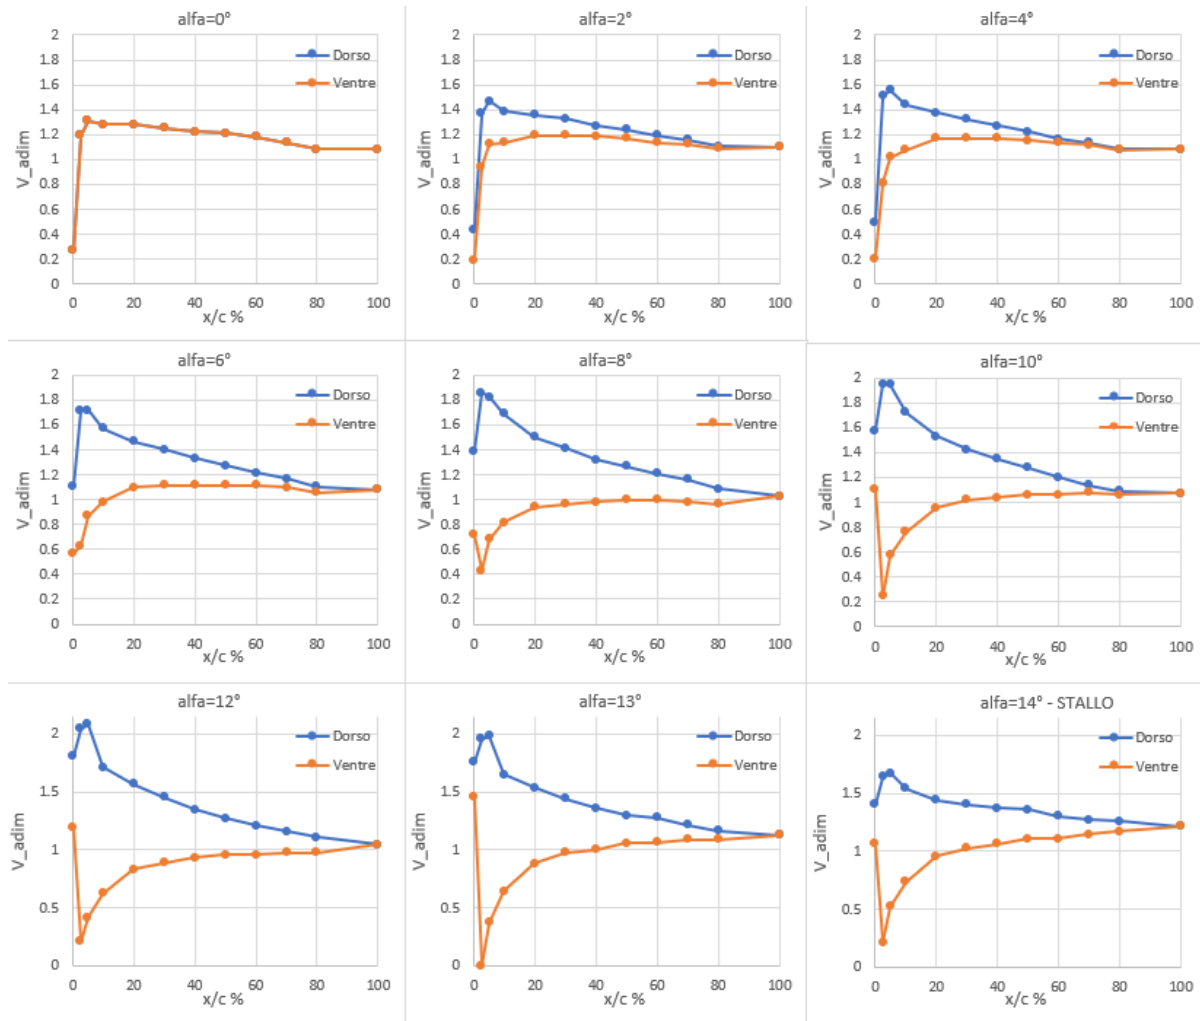 alfa=0°
2
1.8
1.6
1.4
1.2
1
0.8
0.6
0.4
0.2
0
V_adim
Dorso
Ventre
0 20 40 60 80 100
x/c %
alfa=2°
2
1.8
1.6
1.4
1.2
1
0.8
0.6
0.4
0.2
0
V_adim
Dorso
Ventre
0 20 40 60 80 100
x/c %
alfa=4°
2
1.8
1.6
1.4
1.2
1
0.8
0.6
0.4
0.2
0
V_adim
Dorso
Ventre
0 20 40 60 80 100
x/c %
alfa=6°
2
1.8
1.6
1.4
1.2
1
0.8
0.6
0.4
0.2
0
V_adim
Dorso
Ventre
0 20 40 60 80 100
x/c %
alfa=8°
2
1.8
1.6
1.4
1.2
1
0.8
0.6
0.4
0.2
0
V_adim
Dorso
Ventre
0 20 40 60 80 100
x/c %
alfa=10°
2
1.8
1.6
1.4
1.2
1
0.8
0.6
0.4
0.2
0
V_adim
Dorso
Ventre
0 20 40 60 80 100
x/c %
alfa=12°
2
1.5
1
0.5
0
V_adim
Dorso
Ventre
0 20 40 60 80 100
x/c %
alfa=13°
2
1.5
1
0.5
0
V_adim
Dorso
Ventre
0 20 40 60 80 100
x/c %
alfa=14° - STALLO
2
1.5
1
0.5
0
V_adim
Dorso
Ventre
0 20 40 60 80 100
x/c %